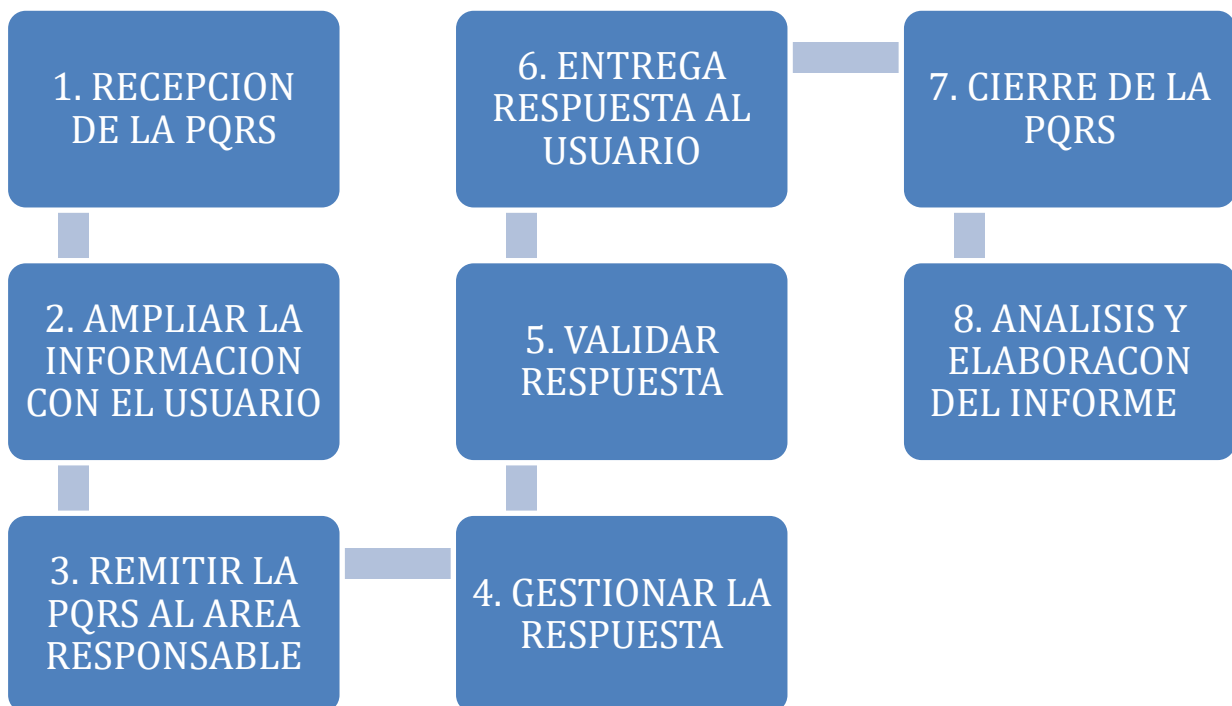 1. RECEPCION
DE LA PQRS
2. AMPLIAR LA
INFORMACION
CON EL USUARIO
3. REMITIR LA
PQRS AL AREA
RESPONSABLE
4. GESTIONAR LA
RESPUESTA
5. VALIDAR
RESPUESTA
6. ENTREGA
RESPUESTA AL
USUARIO
7. CIERRE DE LA
PQRS
8. ANALISIS Y
ELABORACON
DEL INFORME